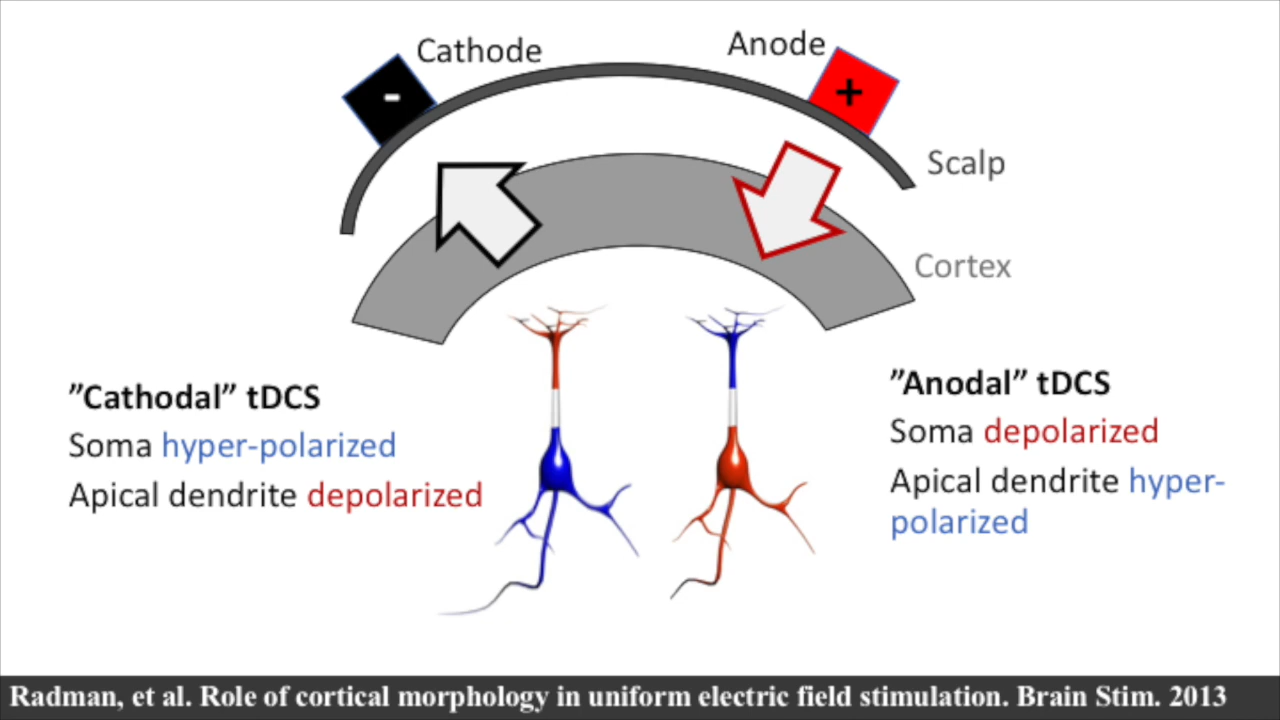 Cathode
Anode
-
+
Scalp
Cortex
”Cathodal” tDCS
Soma hyper-polarized
Apical dendrite depolarized
”Anodal” tDCS
Soma depolarized
Apical dendrite hyper-
polarized
Radman, et al. Role of cortical morphology in uniform electric field stimulation. Brain Stim. 2013